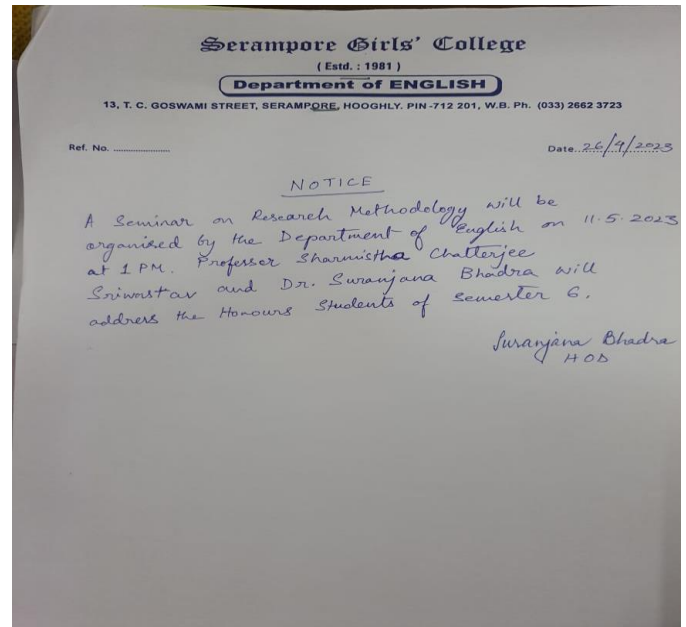 Serampore Girls' College
( Estd. : 1981 )
Department of ENGLISH
13, T. C. GOSWAMI STREET, SERAMPORE, HOOGHLY. PIN-712 201, W.B. Ph. (033) 2662 3723
Ref. No. ......................
Date. 26/4/2023
NOTICE
A Seminar on Research Methodology will be
organised by the Department of English on 11.5.2023
at 1 PM. Professor Sharmistha Chatterjee
Sriwastav and Dr. Suranjana Bhadra will
address the Honours Students of Semester 6.
Suranjana Bhadra
HOD